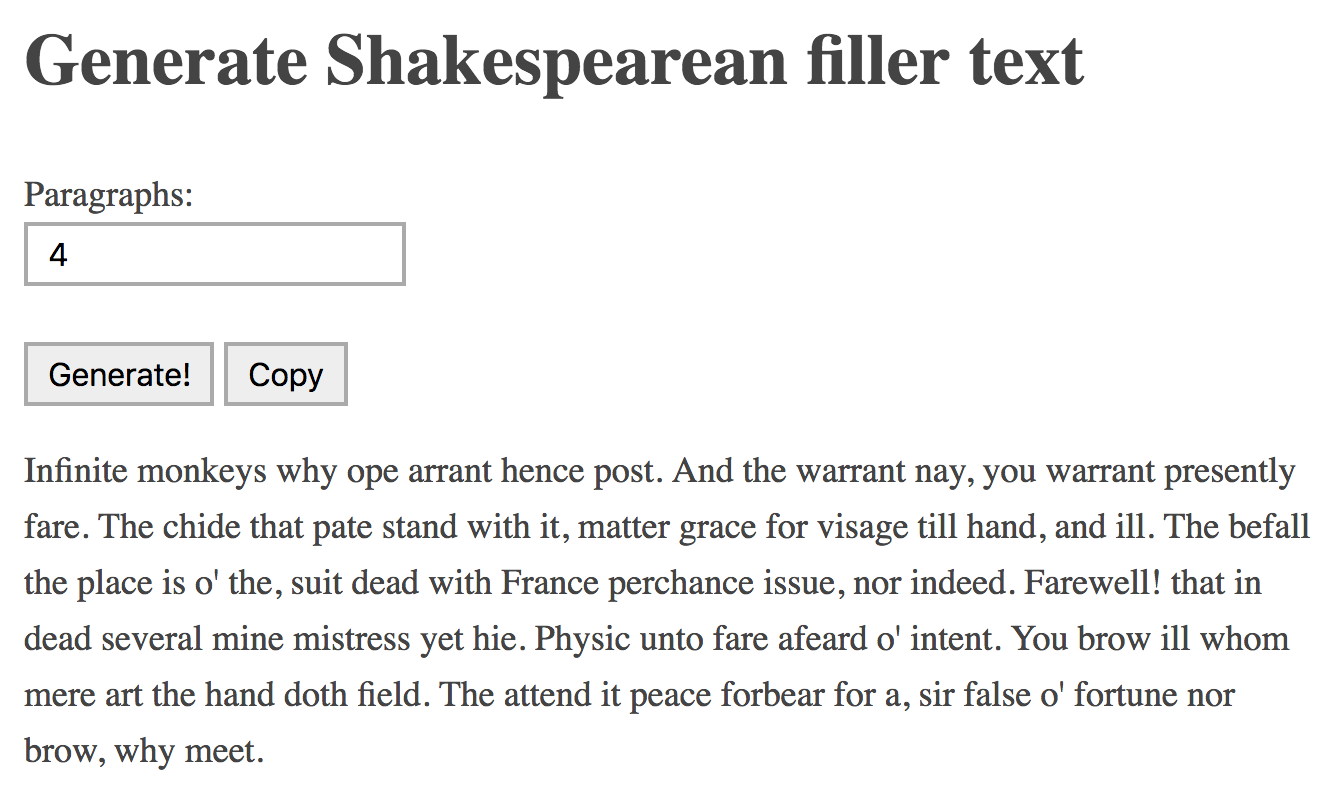 Generate Shakespearean filler text
Paragraphs:
4
Generate! Copy
Infinite monkeys why ope arrant hence post. And the warrant nay, you warrant presently
fare. The chide that pate stand with it, matter grace for visage till hand, and ill. The befall
the place is o' the, suit dead with France perchance issue, nor indeed. Farewell! that in
dead several mine mistress yet hie. Physic unto fare afeard o' intent. You brow ill whom
mere art the hand doth field. The attend it peace forbear for a, sir false o' fortune nor
brow, why meet.